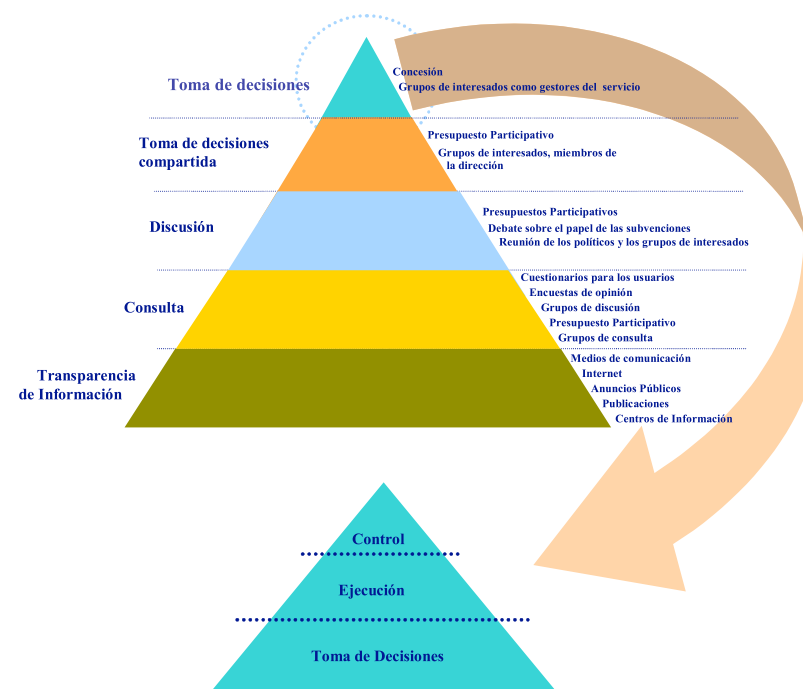 Toma de decisiones
Concesión
Grupos de interesados como gestores del servicio
Toma de decisiones
compartida
Presupuesto Participativo
Grupos de interesados, miembros de
la dirección
Discusión
Presupuestos Participativos
Debate sobre el papel de las subvenciones
Reunión de los políticos y los grupos de interesados
Consulta
Cuestionarios para los usuarios
Encuestas de opinión
Grupos de discusión
Presupuesto Participativo
Grupos de consulta
Transparencia
de Información
Medios de comunicación
Internet
Anuncios Públicos
Publicaciones
Centros de Información
Control
Ejecución
Toma de Decisiones